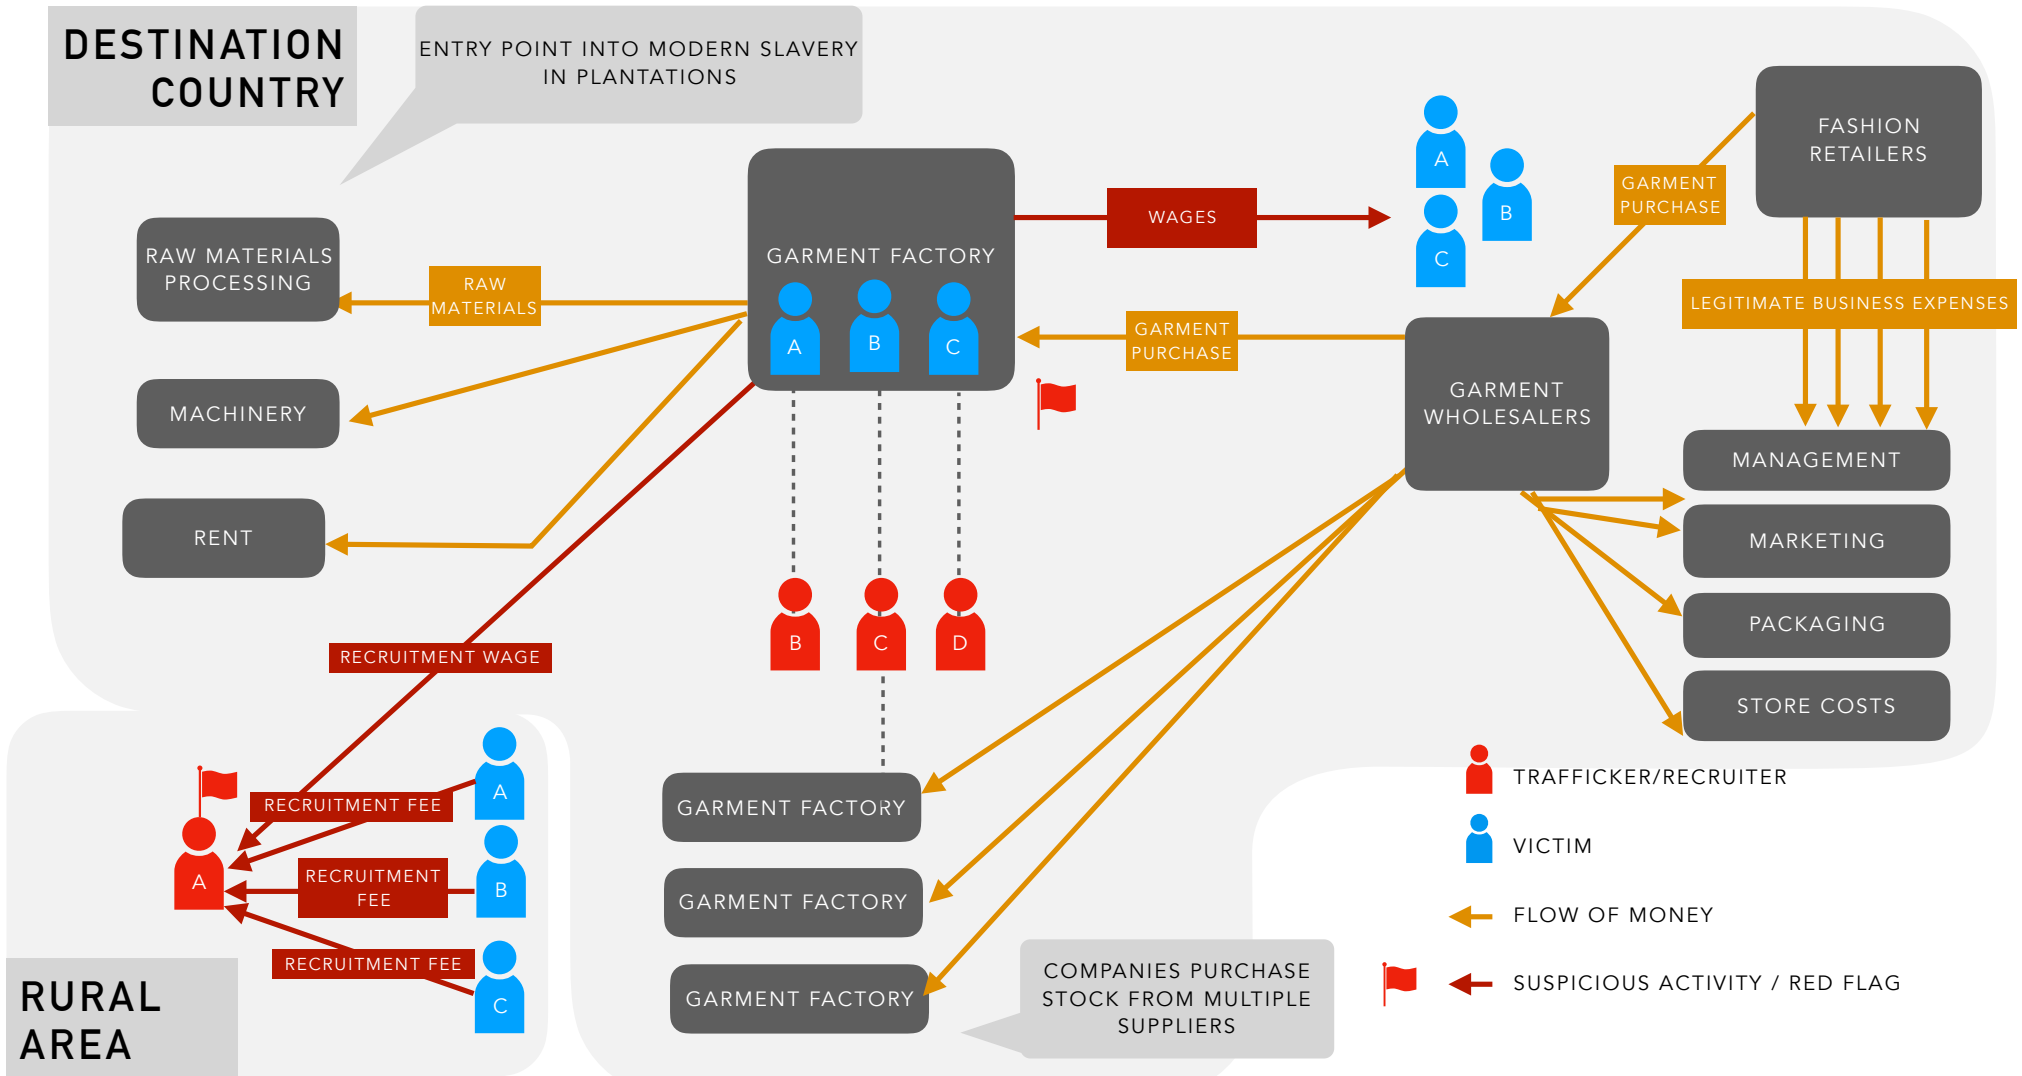 DESTINATION
COUNTRY
ENTRY POINT INTO MODERN SLAVERY
IN PLANTATIONS
FASHION
RETAILERS
A
B
C
GARMENT
PURCHASE
WAGES
RAW MATERIALS
PROCESSING
RAW
MATERIALS
GARMENT FACTORY
A
B
C
GARMENT
PURCHASE
LEGITIMATE BUSINESS EXPENSES
MACHINERY
GARMENT
WHOLESALERS
MANAGEMENT
RENT
MARKETING
PACKAGING
STORE COSTS
B
C
D
RECRUITMENT WAGE
RECRUITMENT FEE
A
RECRUITMENT
FEE
B
A
RECRUITMENT FEE
C
RURAL
AREA
GARMENT FACTORY
GARMENT FACTORY
GARMENT FACTORY
COMPANIES PURCHASE
STOCK FROM MULTIPLE
SUPPLIERS
TRAFFICKER/RECRUITER
VICTIM
FLOW OF MONEY
SUSPICIOUS ACTIVITY / RED FLAG